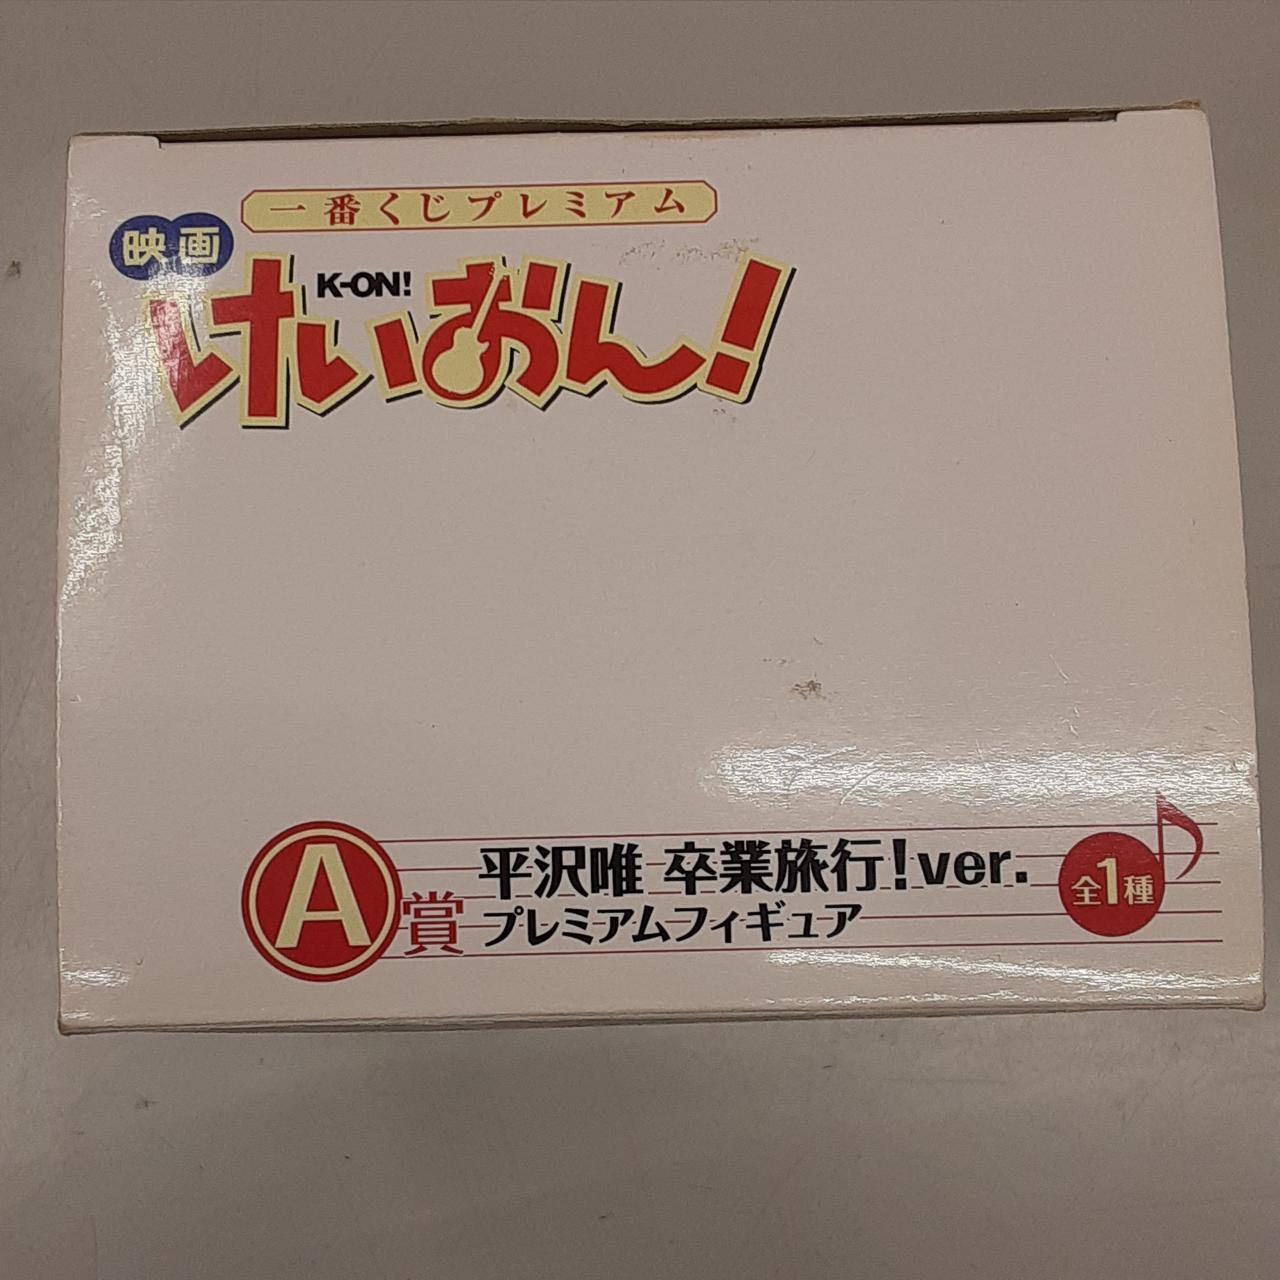 一番くじプレミアム
映画
K-ON!
けいおん!
A賞
平沢唯 卒業旅行!ver.
プレミアムフィギュア
全1種